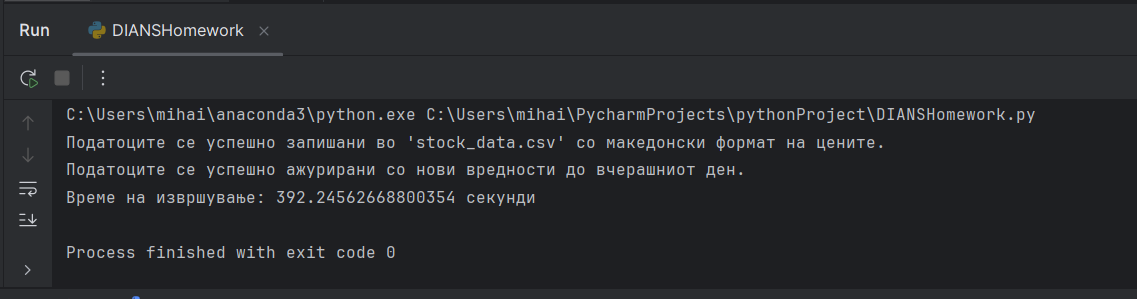 Run
DIANSHomework
C:\Users\mihai\anaconda3\python.exe C:\Users\mihai\PycharmProjects\pythonProject\DIANSHomework.py
Податоците се успешно запишани во 'stock_data.csv' со македонски формат на цените.
Податоците се успешно ажурирани со нови вредности до вчерашниот ден.
Време на извршување: 392.24562668800354 секунди
Process finished with exit code 0